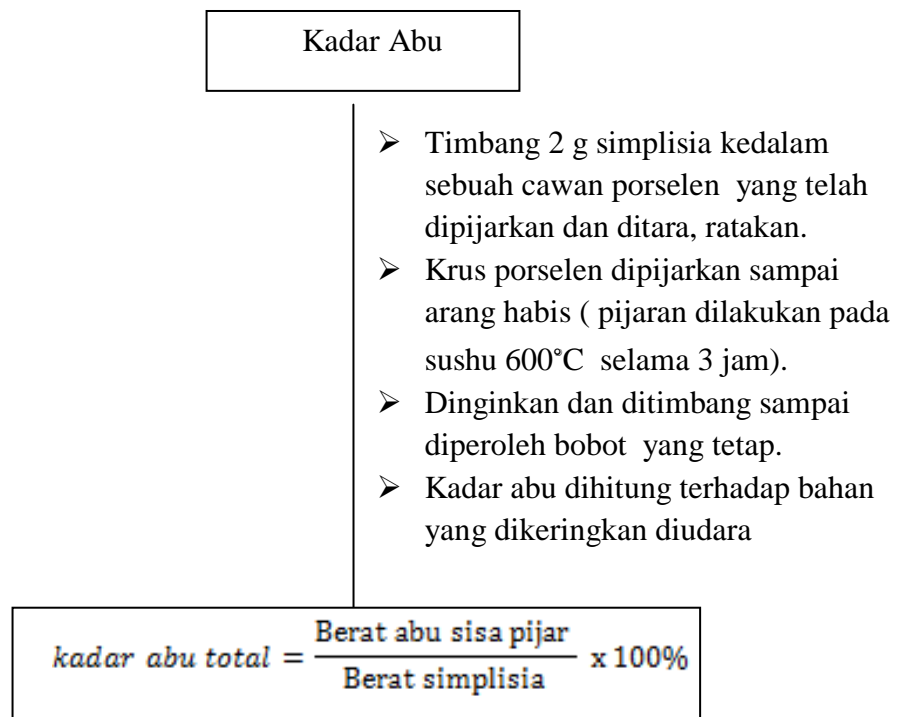 Kadar Abu
➢ Timbang 2 g simplisia kedalam
sebuah cawan porselen yang telah
dipijarkan dan ditara, ratakan.
➢ Krus porselen dipijarkan sampai
arang habis ( pijaran dilakukan pada
sushu 600°C selama 3 jam).
➢ Dinginkan dan ditimbang sampai
diperoleh bobot yang tetap.
➢ Kadar abu dihitung terhadap bahan
yang dikeringkan diudara
Berat abu sisa pijar
kadar abu total = ─── x 100%
Berat simplisia